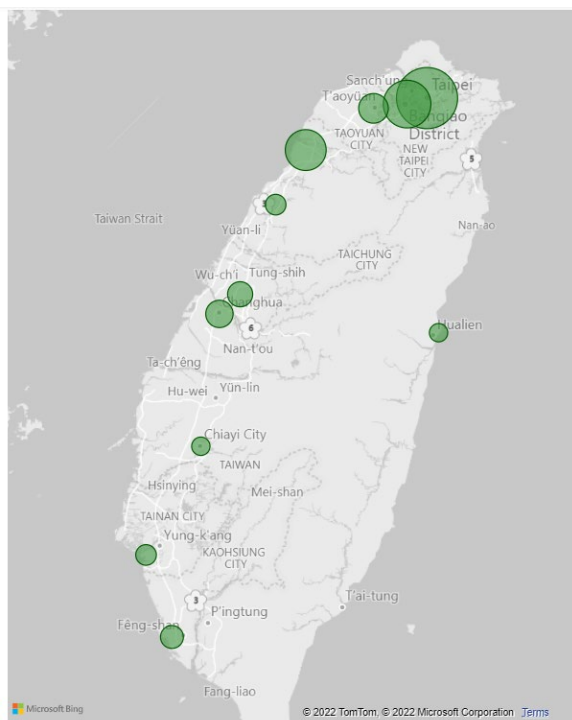 Sanch'un
Taipei
T'aoyüan
Banqiao
District
TAOYUAN
CITY
NEW
TAIPEI
CITY
5
Taiwan Strait
Yüan-li
Nan-ao
TAICHUNG
CITY
Wu-ch'i
Tung-shih
Changhua
6
Hualien
Nan-t'ou
Ta-ch'êng
Hu-wei
Yün-lin
Chiayi City
TAIWAN
Hsinying
Mei-shan
TAINAN CITY
Yung-k'ang
KAOHSIUNG
CITY
3
T'ai-tung
P'ingtung
Fêng-shan
Fang-liao
Microsoft Bing
© 2022 TomTom, © 2022 Microsoft Corporation Terms